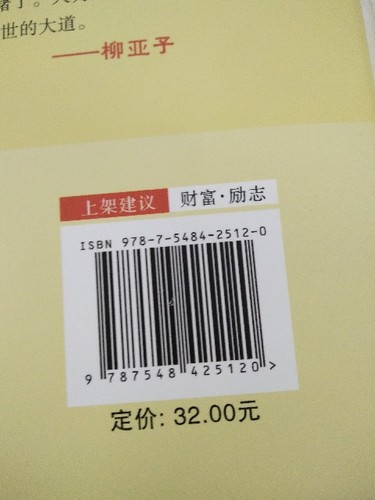 世的大道。
——柳亚子
上架建议 财富·励志
ISBN 978-7-5484-2512-0
9 787548 425120 >
定价: 32.00元